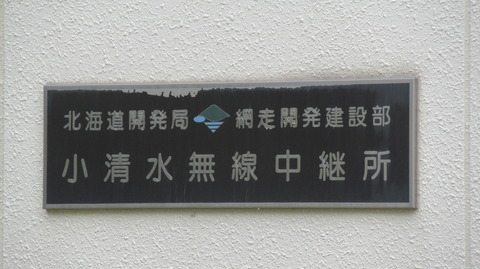 北海道開発局 網走開発建設部
小清水無線中継所